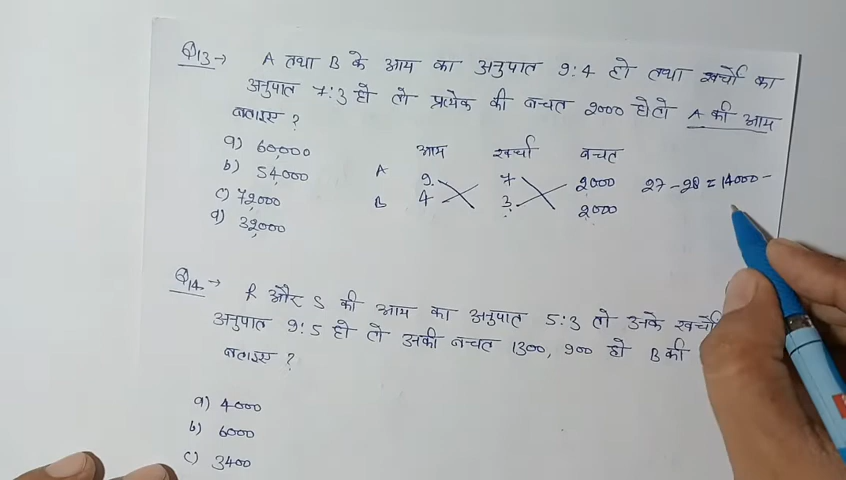 Q13→ A तथा B के आय का अनुपात 9:4 हो तथा खर्चो का
अनुपात 7:3 हो तो प्रत्येक की बचत 2000 हो तो A की आय
बताइए ?
a) 60,000
b) 54,000
c) 72000
d) 32,000
आय खर्चा बचत
A 9 7 2000 27 - 28 = 14000 -
B 4 3 2000
Q14→ R और S की आय का अनुपात 5:3 तो उनके खर्चो
अनुपात 9:5 हो तो उनकी बचत 1300, 900 हो B की
बताइए ?
a) 4000
b) 6000
c) 3400